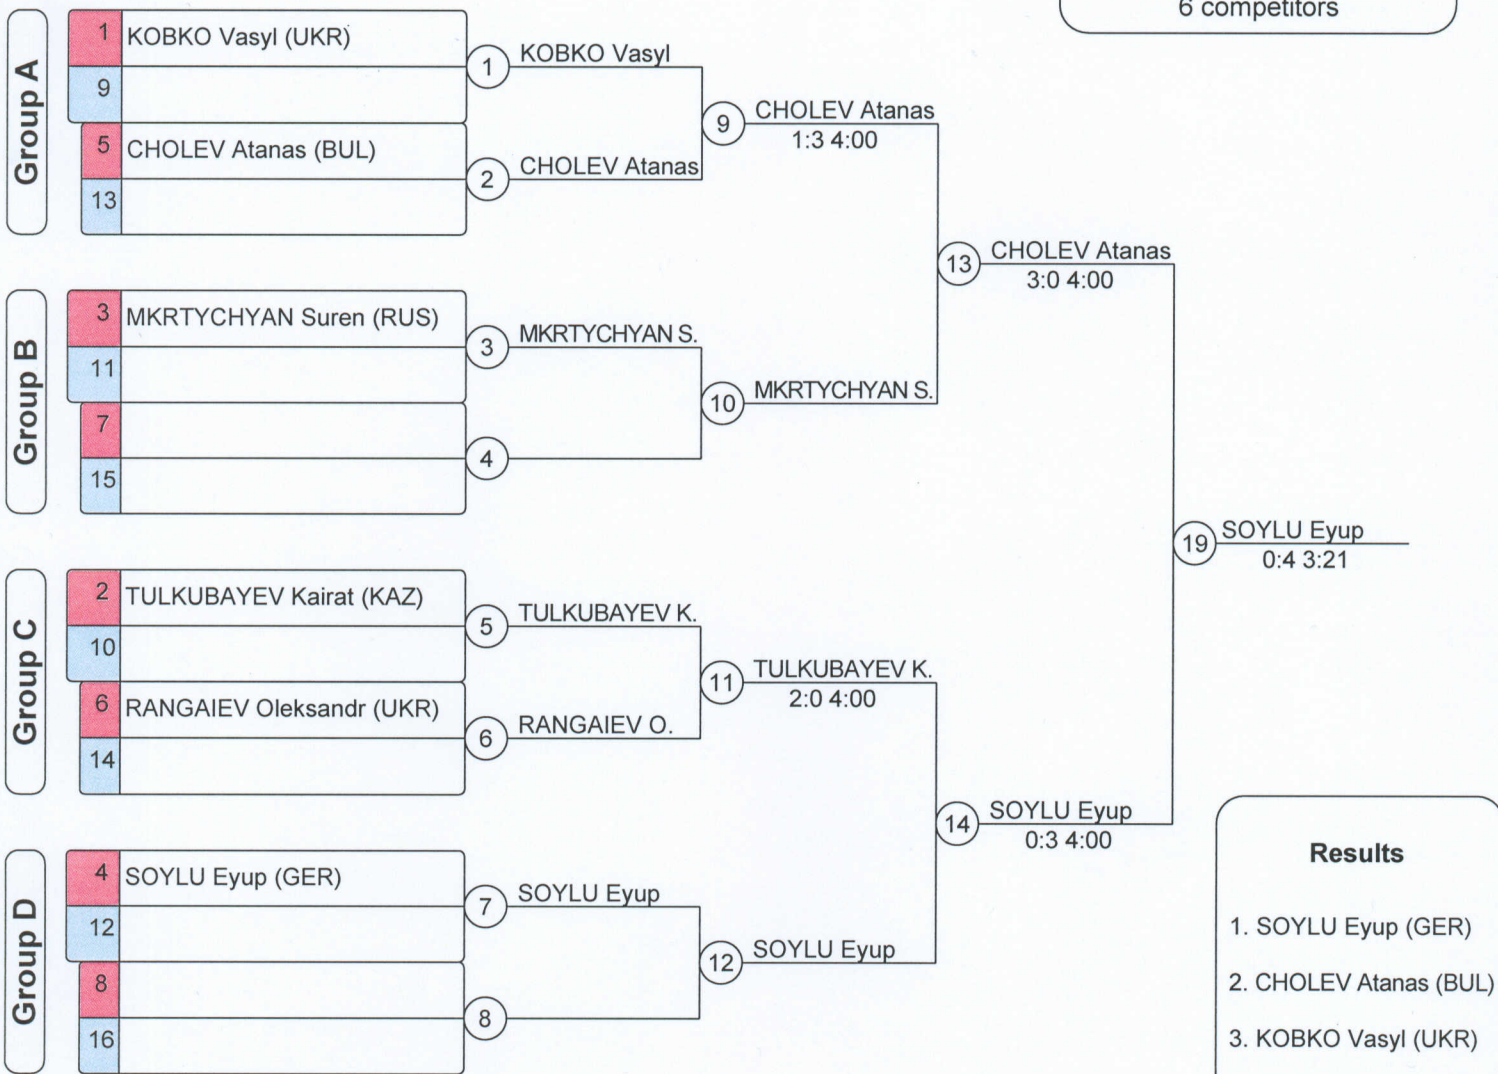 6 competitors
Group A
1 KOBKO Vasyl (UKR)
9
5 CHOLEV Atanas (BUL)
13
1 KOBKO Vasyl
2 CHOLEV Atanas
9 CHOLEV Atanas
1:3 4:00
Group B
3 MKRTYCHYAN Suren (RUS)
11
7
15
3 MKRTYCHYAN S.
4
10 MKRTYCHYAN S.
13 CHOLEV Atanas
3:0 4:00
Group C
2 TULKUBAYEV Kairat (KAZ)
10
6 RANGAIEV Oleksandr (UKR)
14
5 TULKUBAYEV K.
6 RANGAIEV O.
11 TULKUBAYEV K.
2:0 4:00
Group D
4 SOYLU Eyup (GER)
12
8
16
7 SOYLU Eyup
8
12 SOYLU Eyup
14 SOYLU Eyup
0:3 4:00
19 SOYLU Eyup
0:4 3:21
Results
1. SOYLU Eyup (GER)
2. CHOLEV Atanas (BUL)
3. KOBKO Vasyl (UKR)